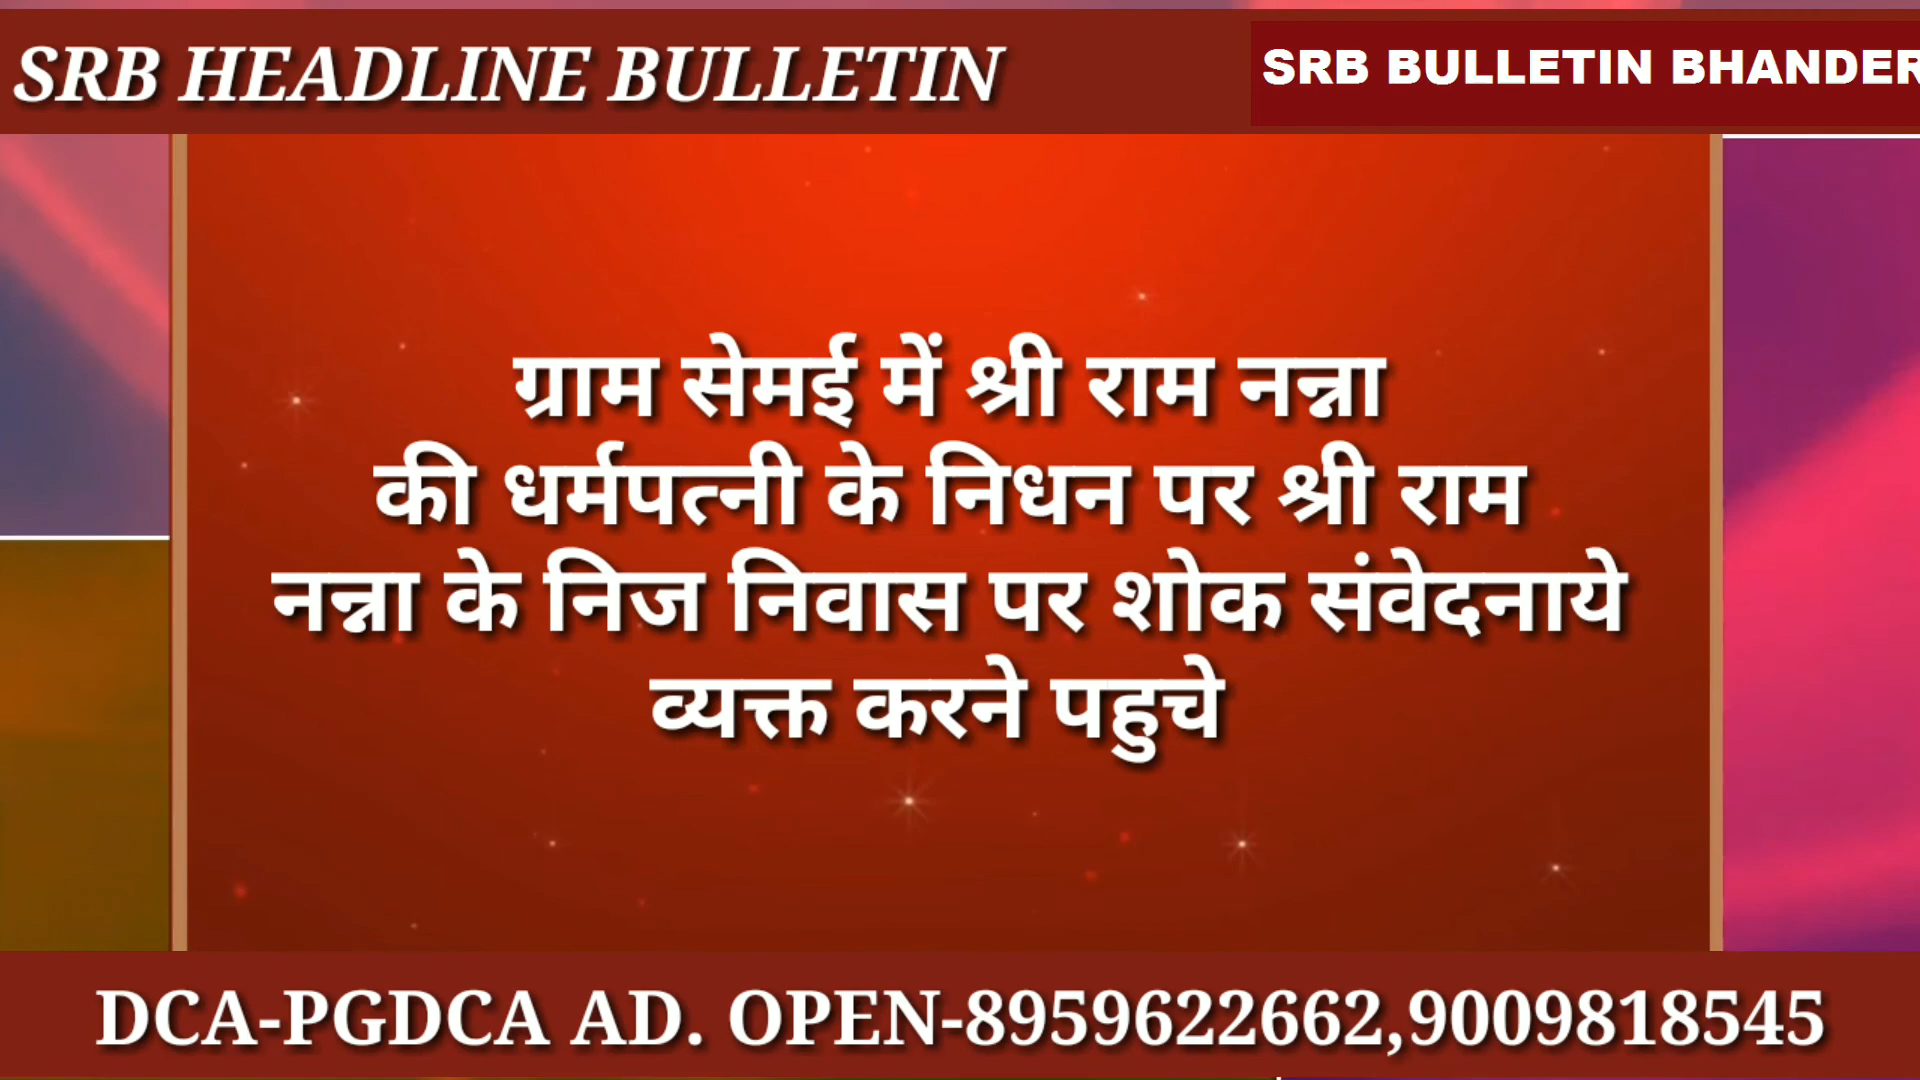 SRB HEADLINE BULLETIN
SRB BULLETIN BHANDER
ग्राम सेमई में श्री राम नन्ना
की धर्मपत्नी के निधन पर श्री राम
नन्ना के निज निवास पर शोक संवेदनाये
व्यक्त करने पहुचे
DCA-PGDCA AD. OPEN-8959622662,9009818545